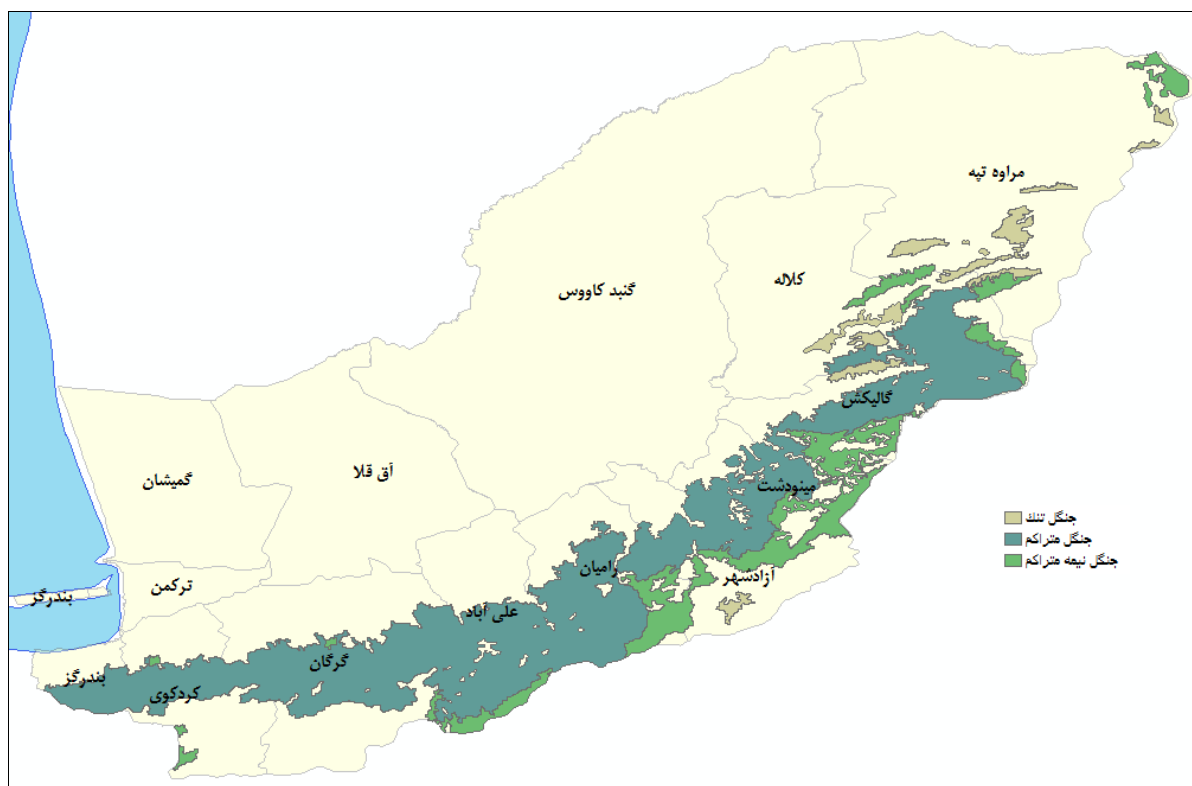 مراوه تپه
کلاله
گنبد کاووس
گالیکش
آق قلا
گمیشان
مینودشت
جنگل تنك
جنگل متراکم
جنگل نیمه متراکم
رامیان
آزادشهر
ترکمن
بندرگز
علی آباد
گرگان
بندرگز
کردکوی